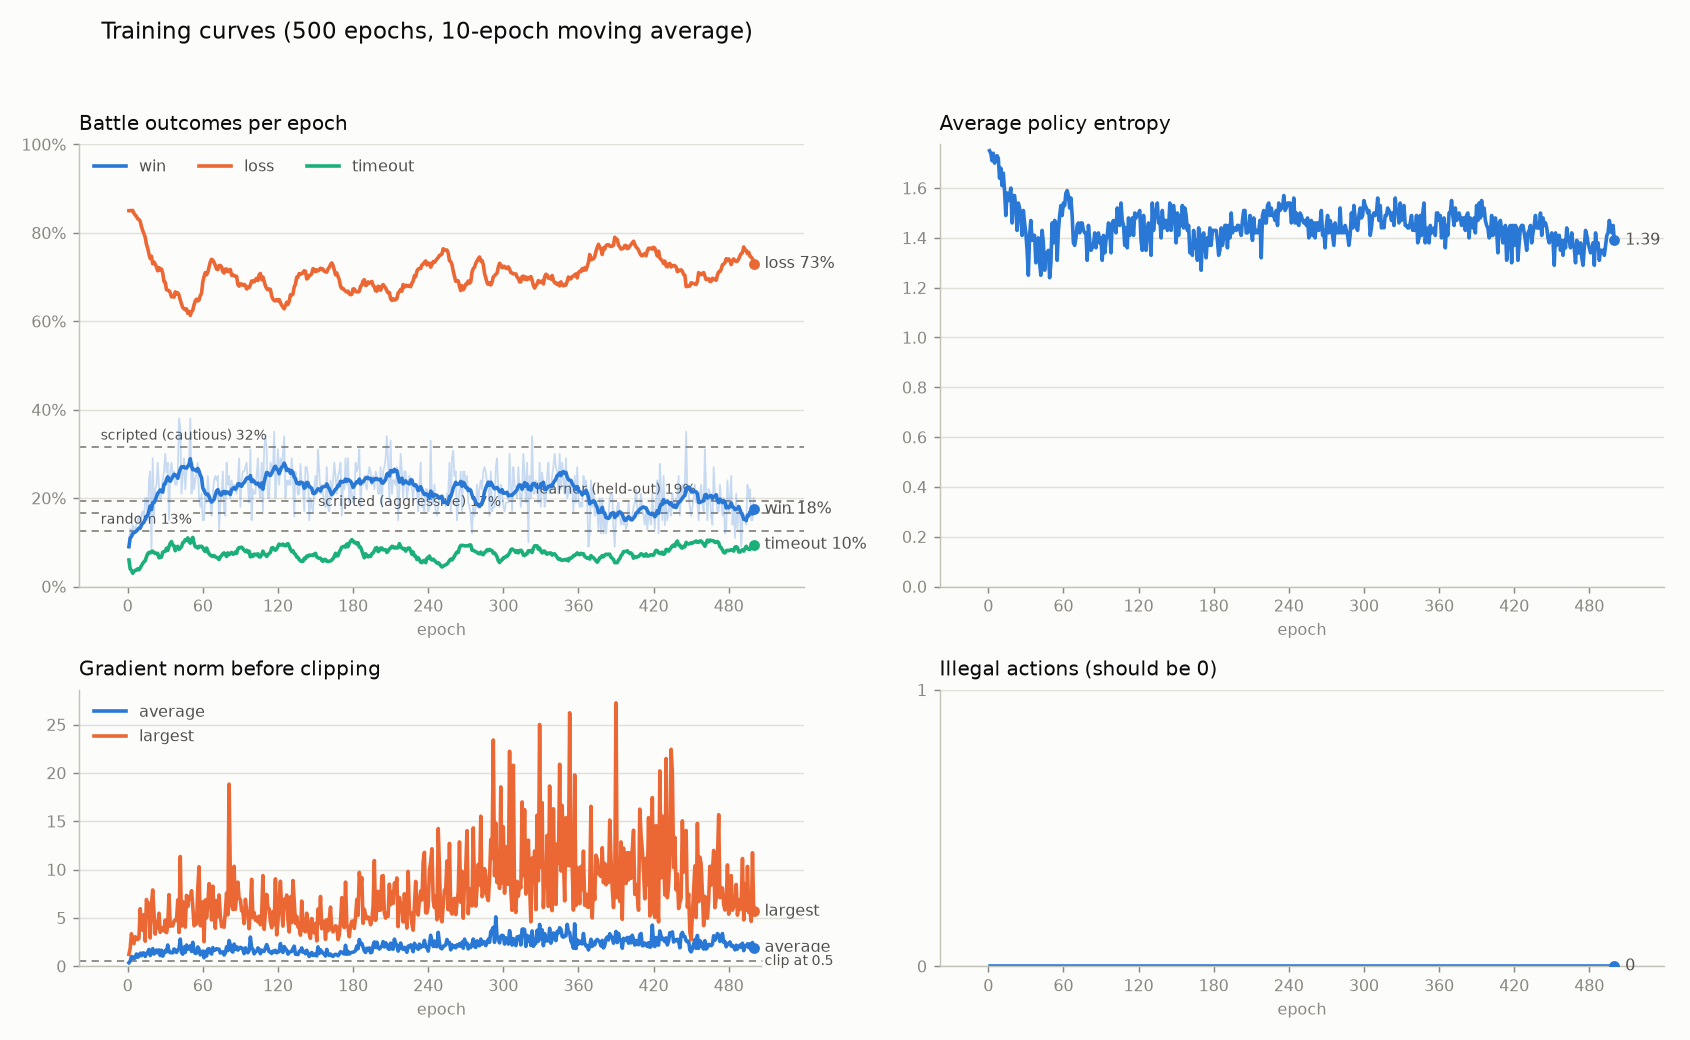 Training curves (500 epochs, 10-epoch moving average)
Battle outcomes per epoch
100%
80%
60%
40%
20%
0%
win
loss
timeout
loss 73%
scripted (cautious) 32%
learner (held-out) 19%
scripted (aggressive) 17%
random 13%
win 18%
timeout 10%
0
60
120
180
240
300
360
420
480
epoch
Average policy entropy
1.6
1.4
1.2
1.0
0.8
0.6
0.4
0.2
0.0
1.39
0
60
120
180
240
300
360
420
480
epoch
Gradient norm before clipping
25
20
15
10
5
0
average
largest
largest
average
clip at 0.5
0
60
120
180
240
300
360
420
480
epoch
Illegal actions (should be 0)
1
0
0
0
60
120
180
240
300
360
420
480
epoch